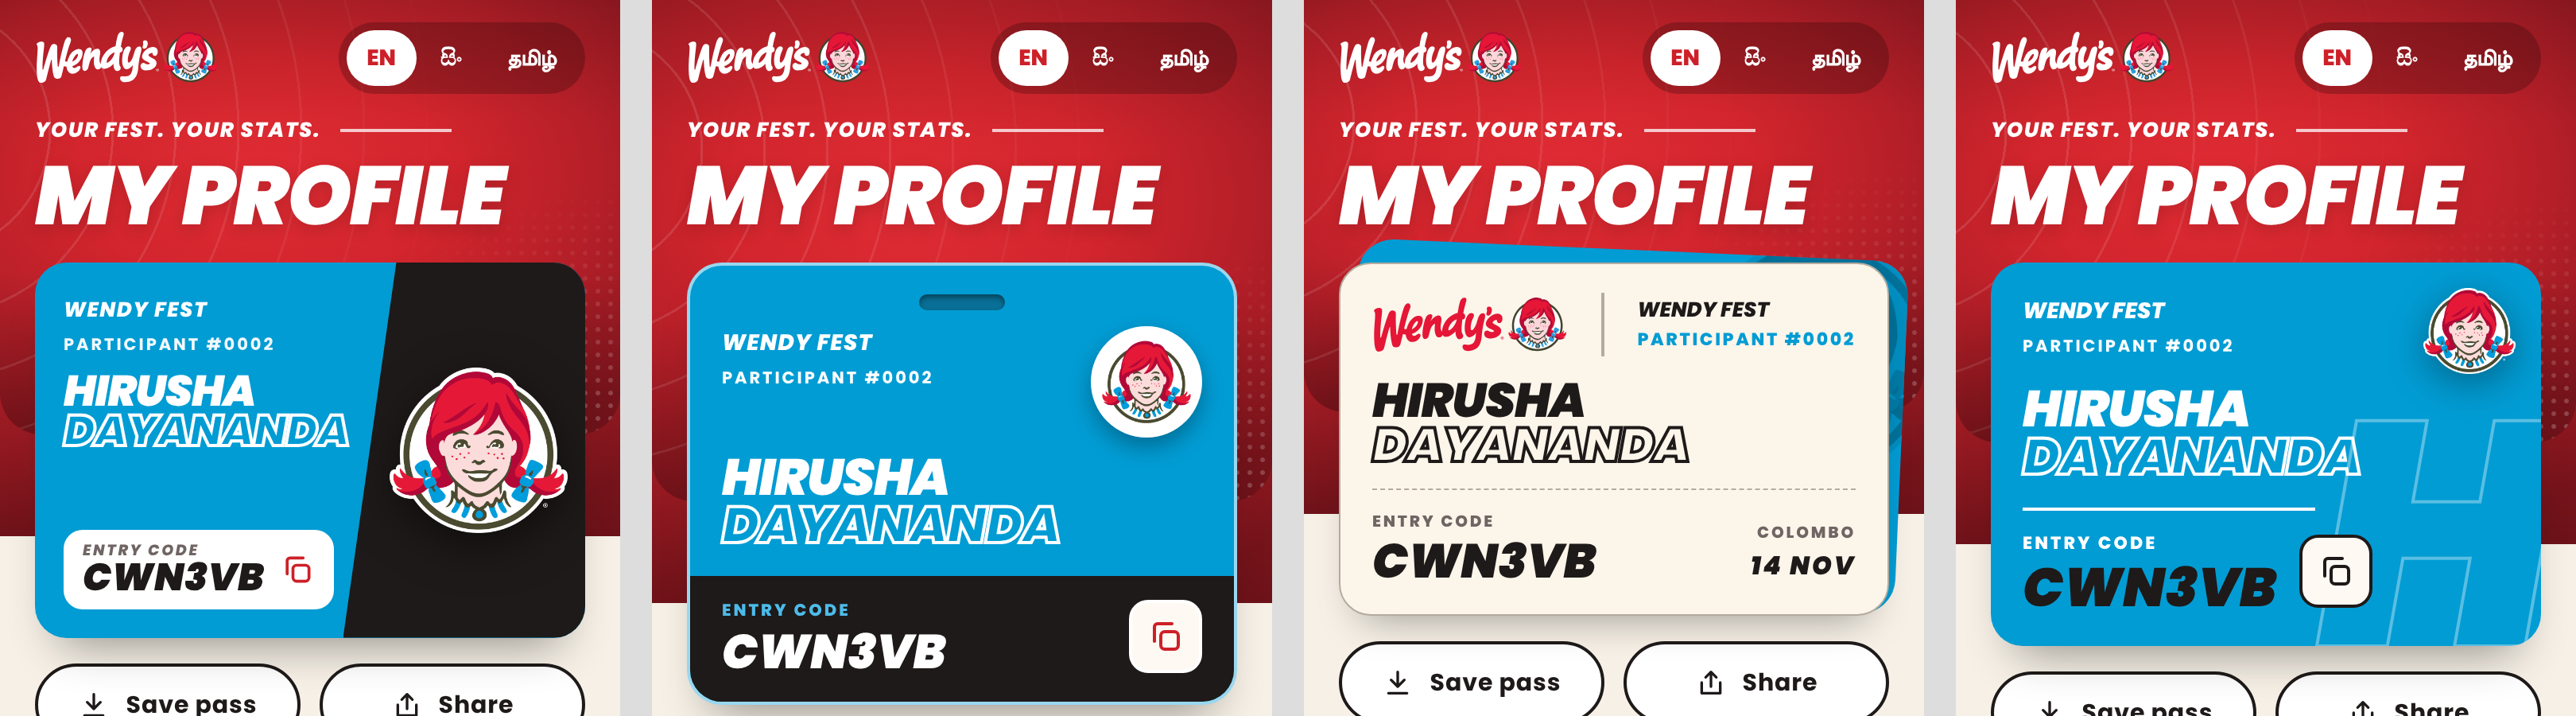 Wendy's
EN සිං தமிழ்
YOUR FEST. YOUR STATS.
MY PROFILE
WENDY FEST
PARTICIPANT #0002
HIRUSHA
DAYANANDA
ENTRY CODE
CWN3VB
Save pass
Share
Wendy's
EN සිං தமிழ்
YOUR FEST. YOUR STATS.
MY PROFILE
WENDY FEST
PARTICIPANT #0002
HIRUSHA
DAYANANDA
ENTRY CODE
CWN3VB
Wendy's
EN සිං தமிழ்
YOUR FEST. YOUR STATS.
MY PROFILE
Wendy's
WENDY FEST
PARTICIPANT #0002
HIRUSHA
DAYANANDA
ENTRY CODE
CWN3VB
COLOMBO
14 NOV
Save pass
Share
Wendy's
EN සිං தமிழ்
YOUR FEST. YOUR STATS.
MY PROFILE
WENDY FEST
PARTICIPANT #0002
HIRUSHA
DAYANANDA
H
ENTRY CODE
CWN3VB
Save pass
Share